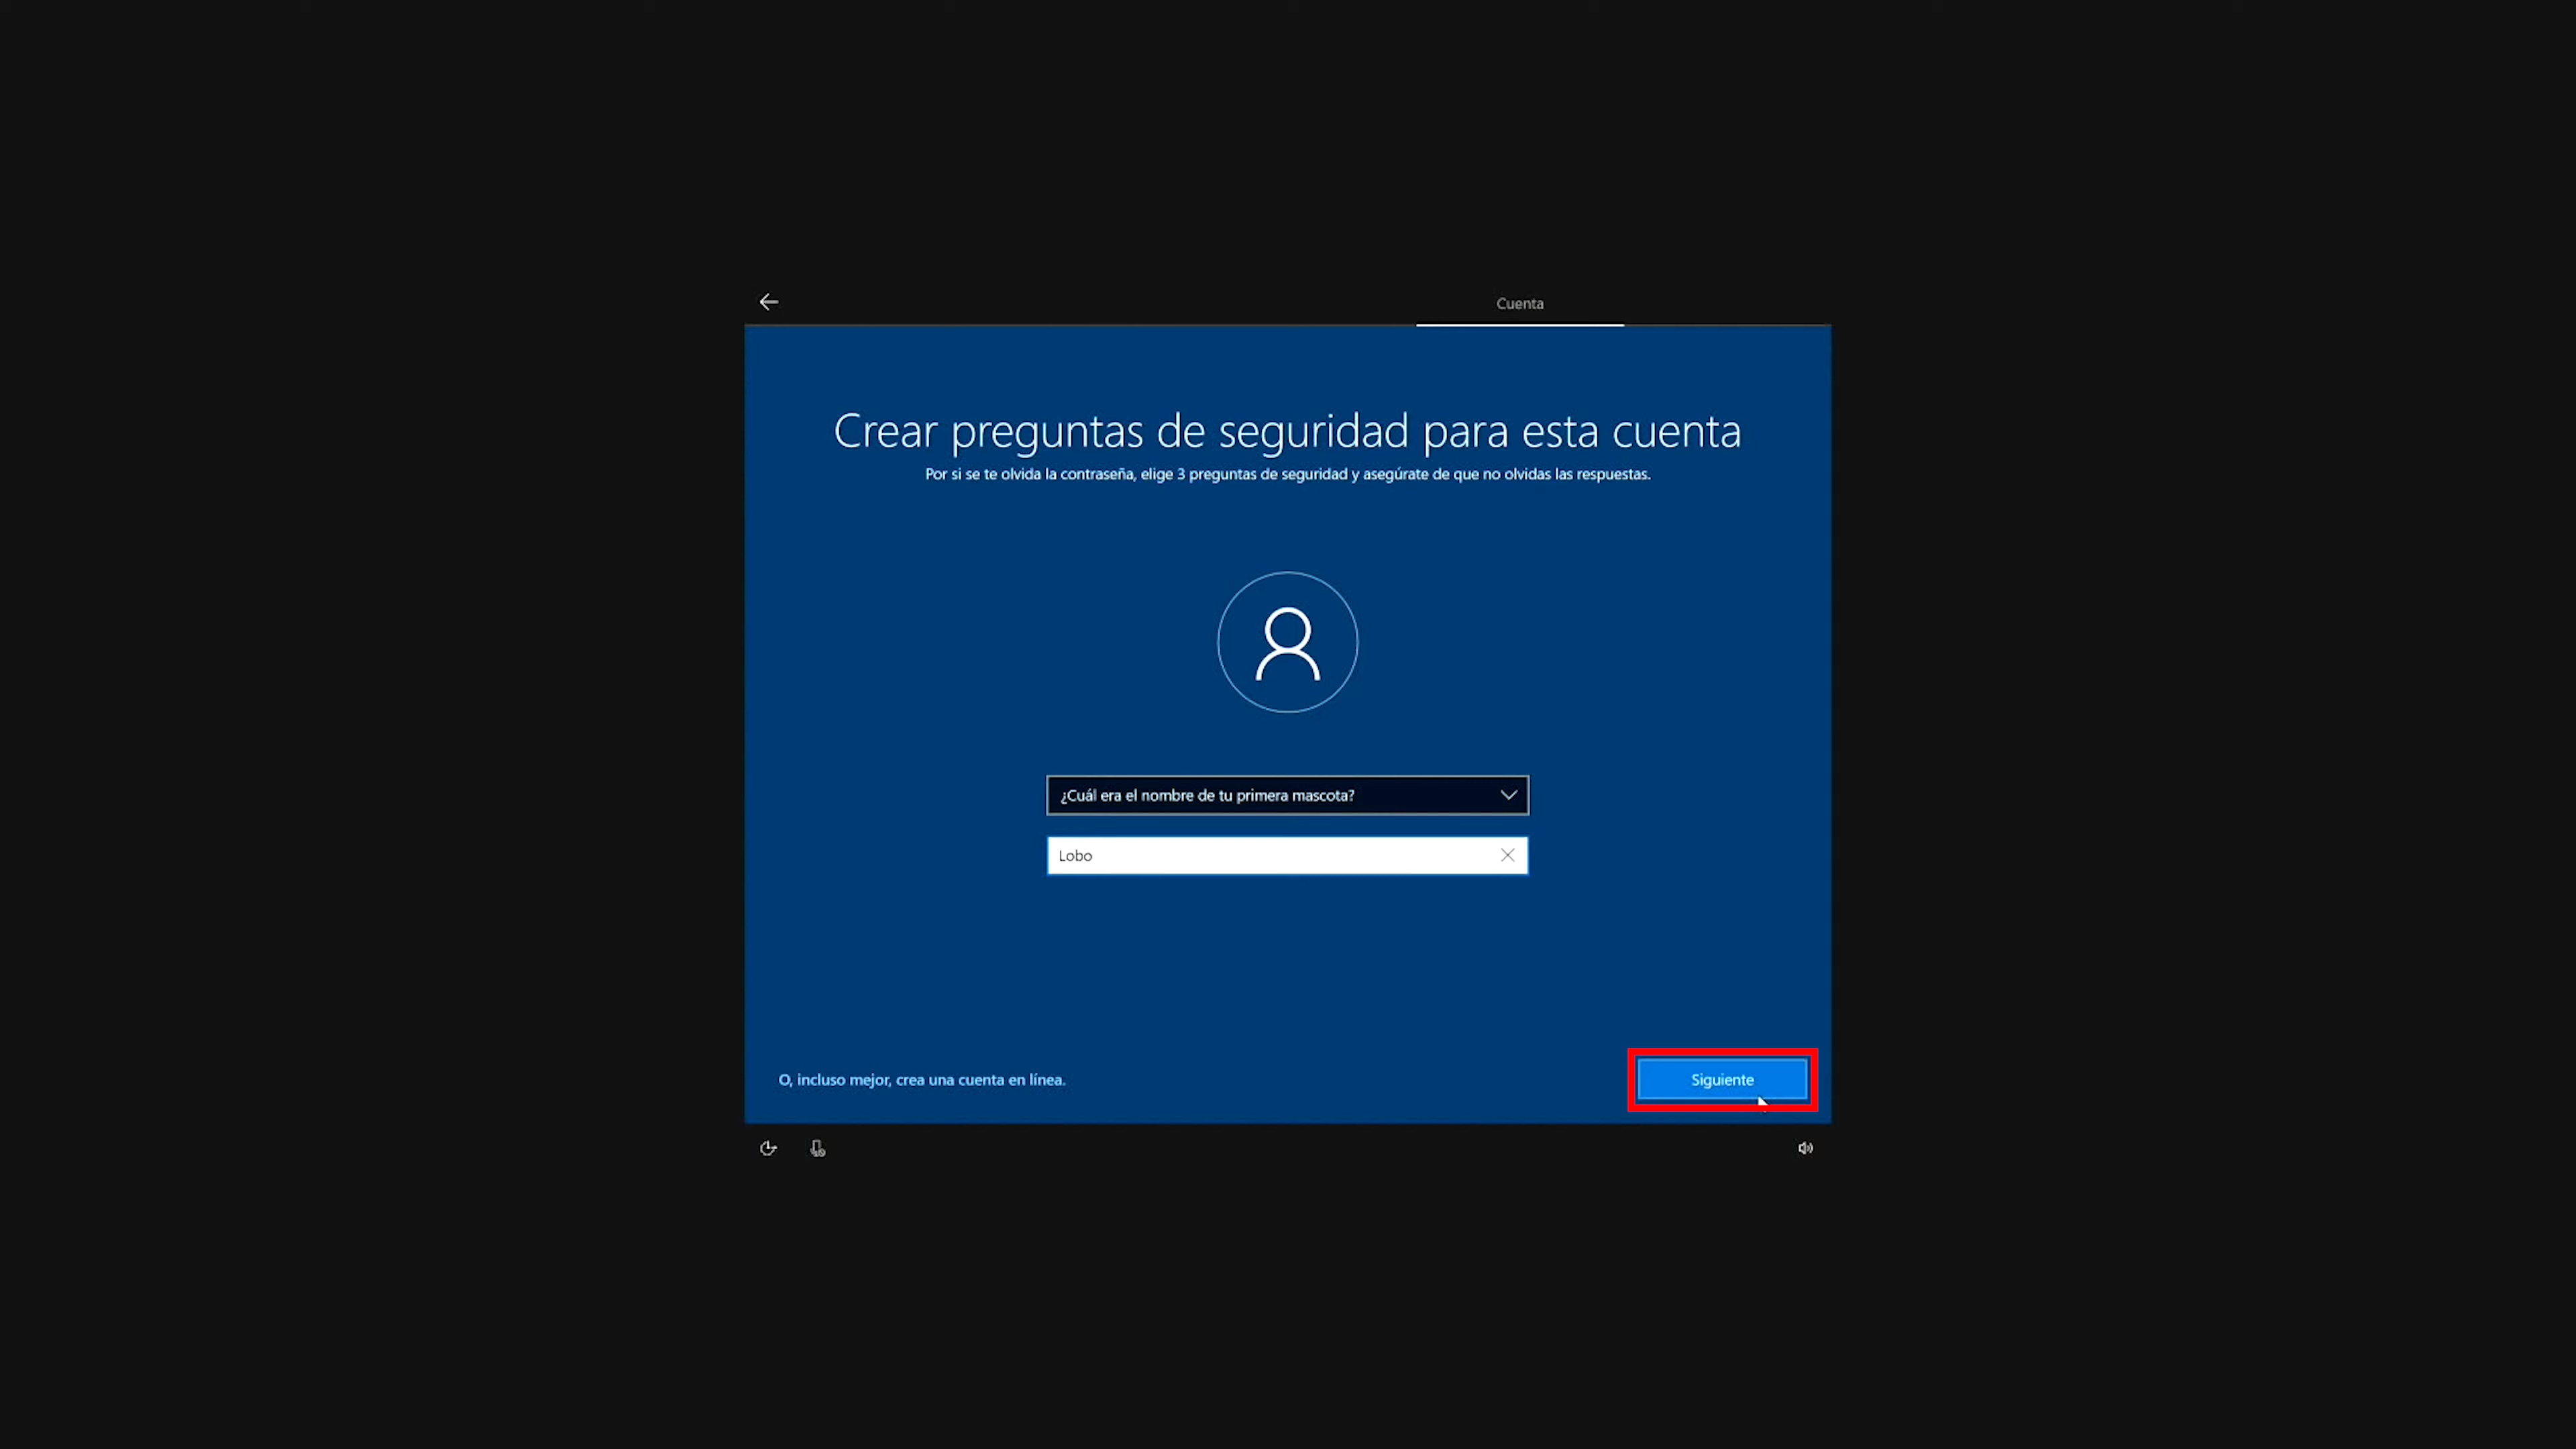 Cuenta
Crear preguntas de seguridad para esta cuenta
Por si se te olvida la contraseña, elige 3 preguntas de seguridad y asegúrate de que no olvidas las respuestas.
¿Cuál era el nombre de tu primera mascota?
Lobo
O, incluso mejor, crea una cuenta en línea.
Siguiente